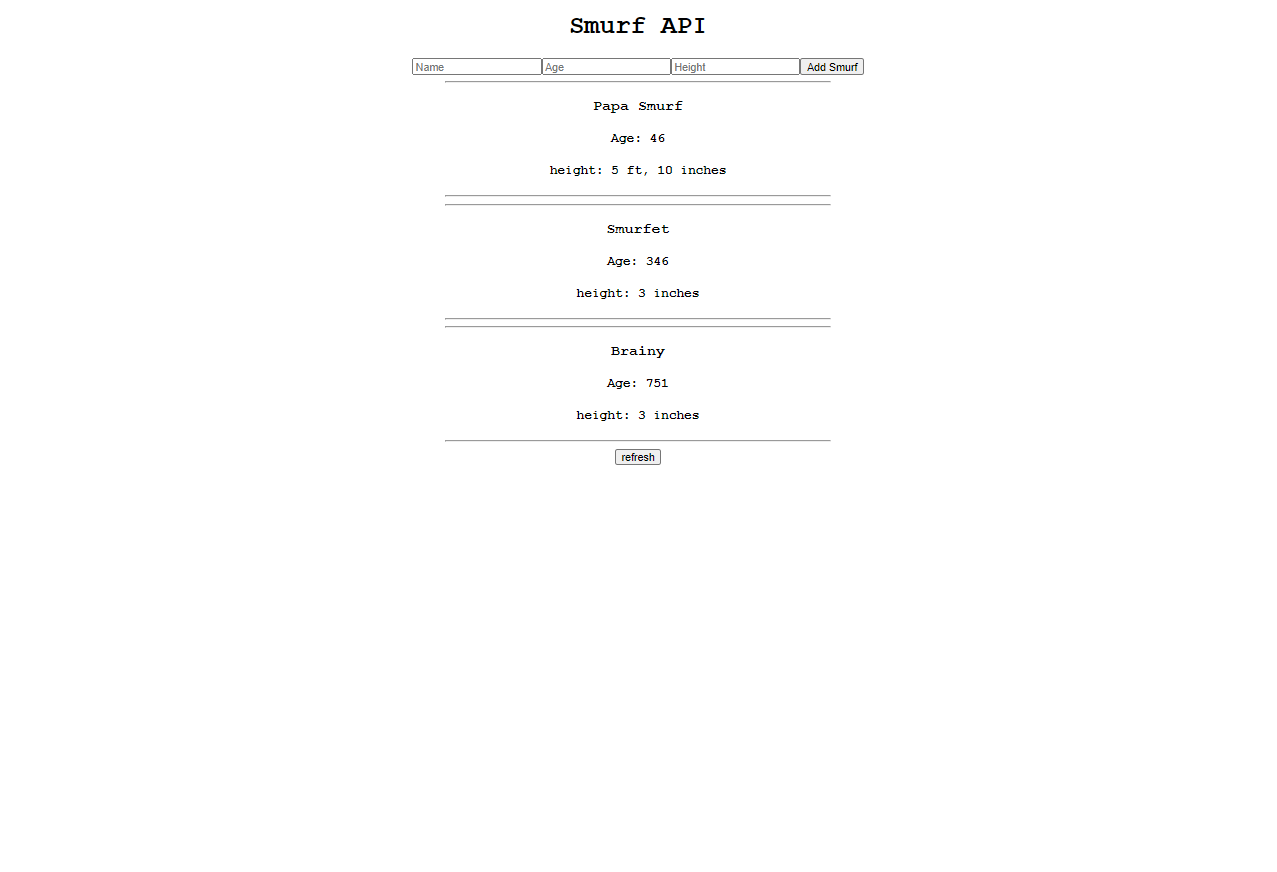 Smurf API
Name Age Height Add Smurf
Papa Smurf
Age: 46
height: 5 ft, 10 inches
Smurfet
Age: 346
height: 3 inches
Brainy
Age: 751
height: 3 inches
refresh